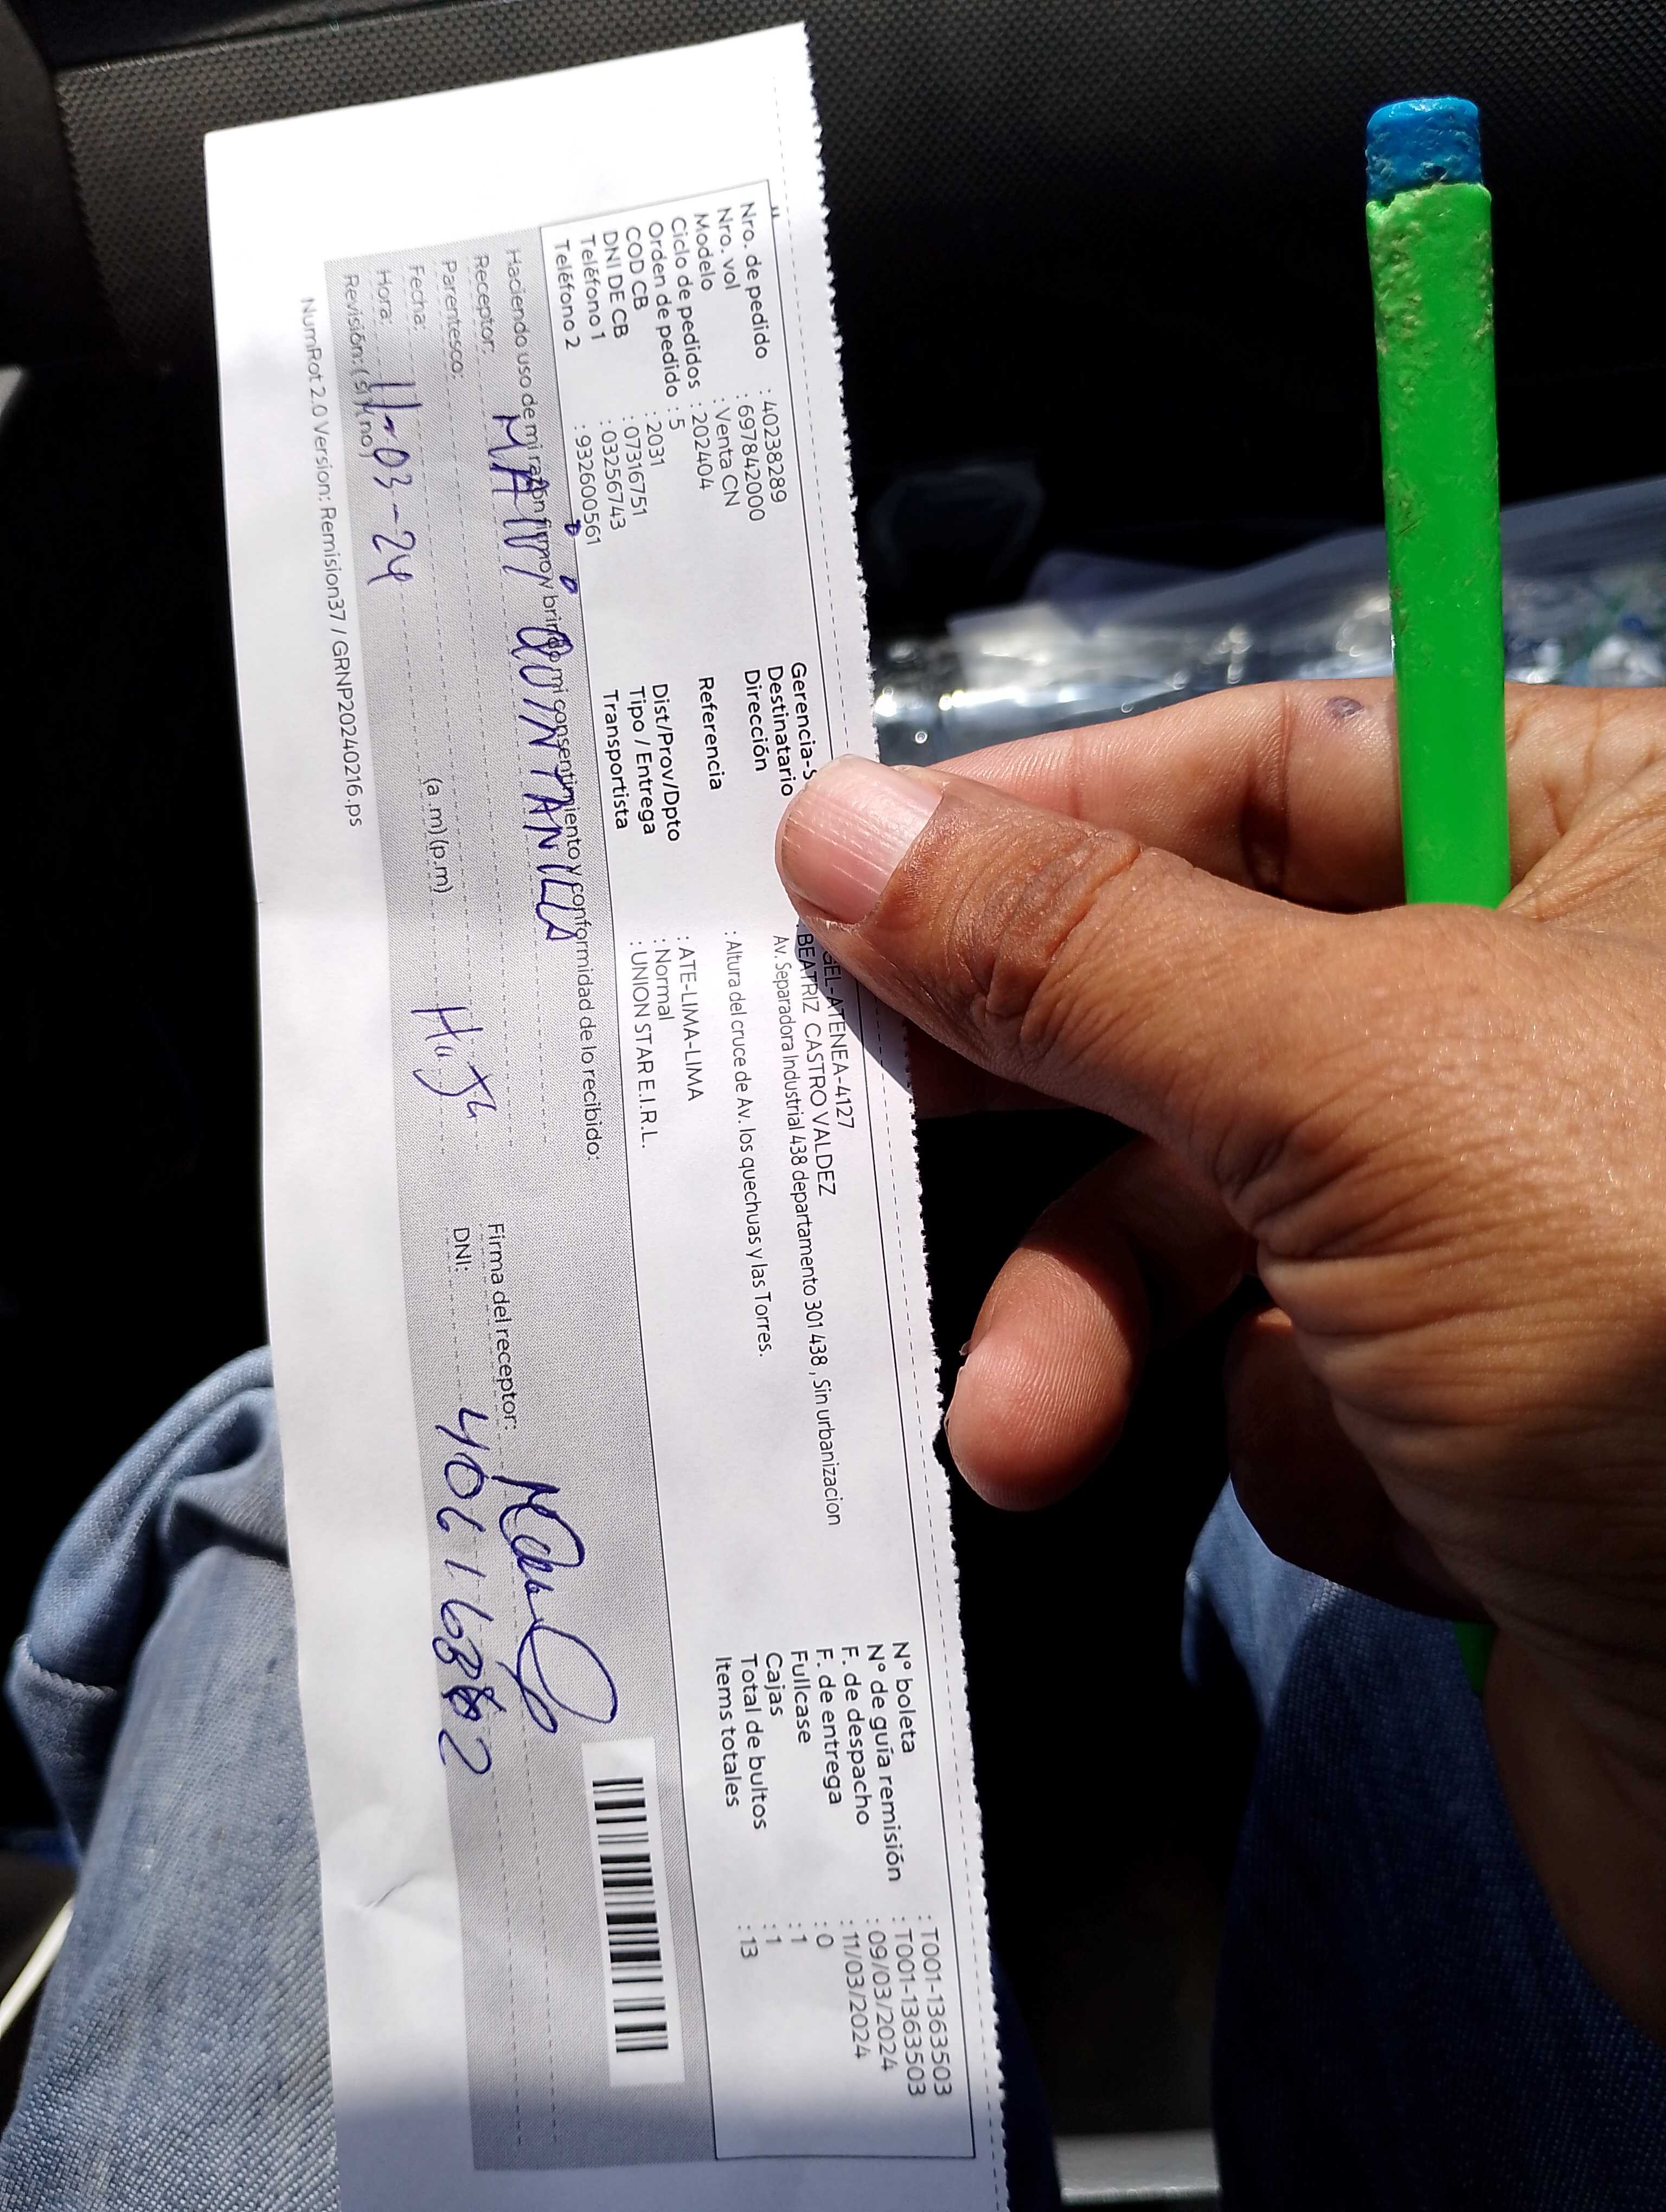 Nro. de pedido : 40238289
Nro. vol : 697842000
Modelo : Venta CN
Ciclo de pedidos : 202404
Orden de pedido : 5
COD CB : 2031
DNI DE CB : 07316751
Teléfono 1 : 03256743
Teléfono 2 : 932600561
Gerencia-S GEL-ATENEA-4127
Destinatario BEATRIZ CASTRO VALDEZ
Dirección Av. Separadora Industrial 438 departamento 301 438 , Sin urbanizacion
Referencia : Altura del cruce de Av. los quechuas y las Torres.
Dist/Prov/Dpto : ATE-LIMA-LIMA
Tipo / Entrega : Normal
Transportista : UNION STAR E.I.R.L.
N° boleta : T001-1363503
N° de guía remisión : T001-1363503
F. de despacho : 09/03/2024
F. de entrega : 11/03/2024
Fullcase : 0
Cajas : 1
Total de bultos : 1
Items totales : 13
Haciendo uso de mi razón firmo y brindo mi consentimiento y conformidad de lo recibido:
Receptor: QUINTANILLA
Parentesco: Hija
Fecha: 11-03-24
Hora: (a.m)(p.m)
Revisión: (si) (no)
Firma del receptor:
DNI:
NumRot 2.0 Version: Remision37 / GRNP20240216.ps